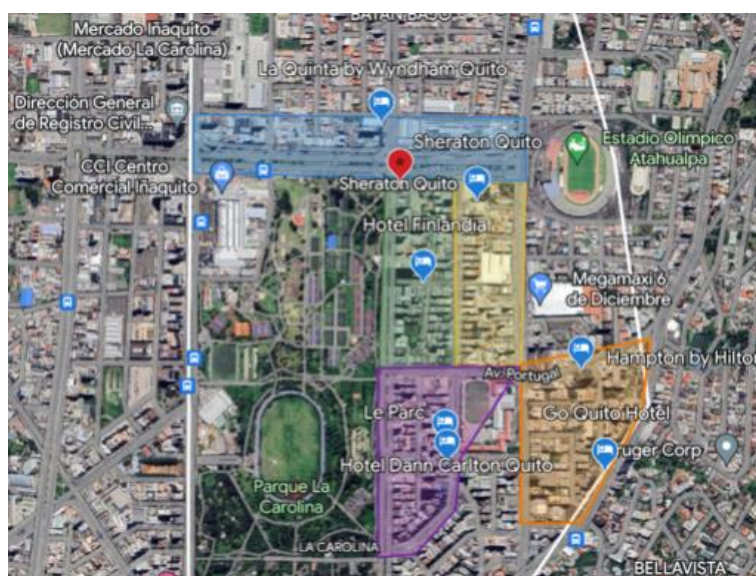 BATÁN BAJO
Mercado Iñaquito
(Mercado La Carolina)
La Quinta by Wyndham Quito
Dirección General
de Registro Civil...
Sheraton Quito
Estadio Olímpico
Atahualpa
CCI Centro
Comercial Iñaquito
Sheraton Quito
Hotel Finlandia
Megamaxi 6
de Diciembre
Av. Portugal
Hampton by Hilto
Le Parc
Go Quito Hotel
Hotel Dann Carlton Quito
ruger Corp
Parque La
Carolina
LA CAROLINA
BELLAVISTA